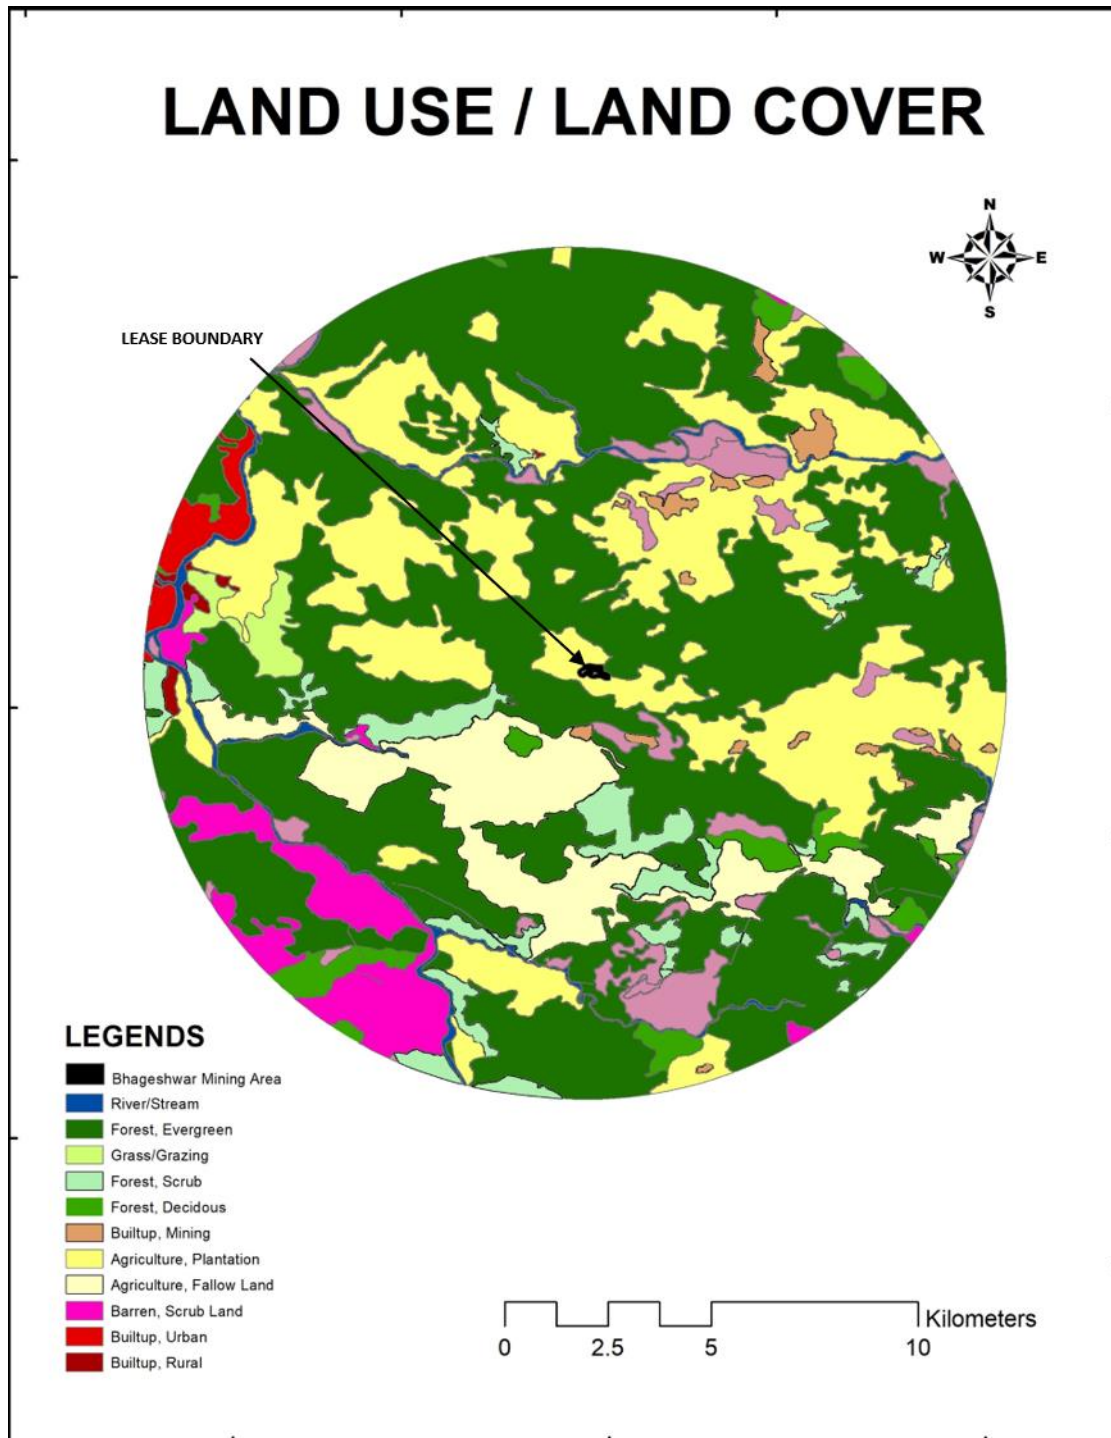 LAND USE / LAND COVER
N
W E
S
LEASE BOUNDARY
LEGENDS
Bhageshwar Mining Area
River/Stream
Forest, Evergreen
Grass/Grazing
Forest, Scrub
Forest, Decidous
Builtup, Mining
Agriculture, Plantation
Agriculture, Fallow Land
Barren, Scrub Land
Builtup, Urban
Builtup, Rural
Kilometers
0 2.5 5 10